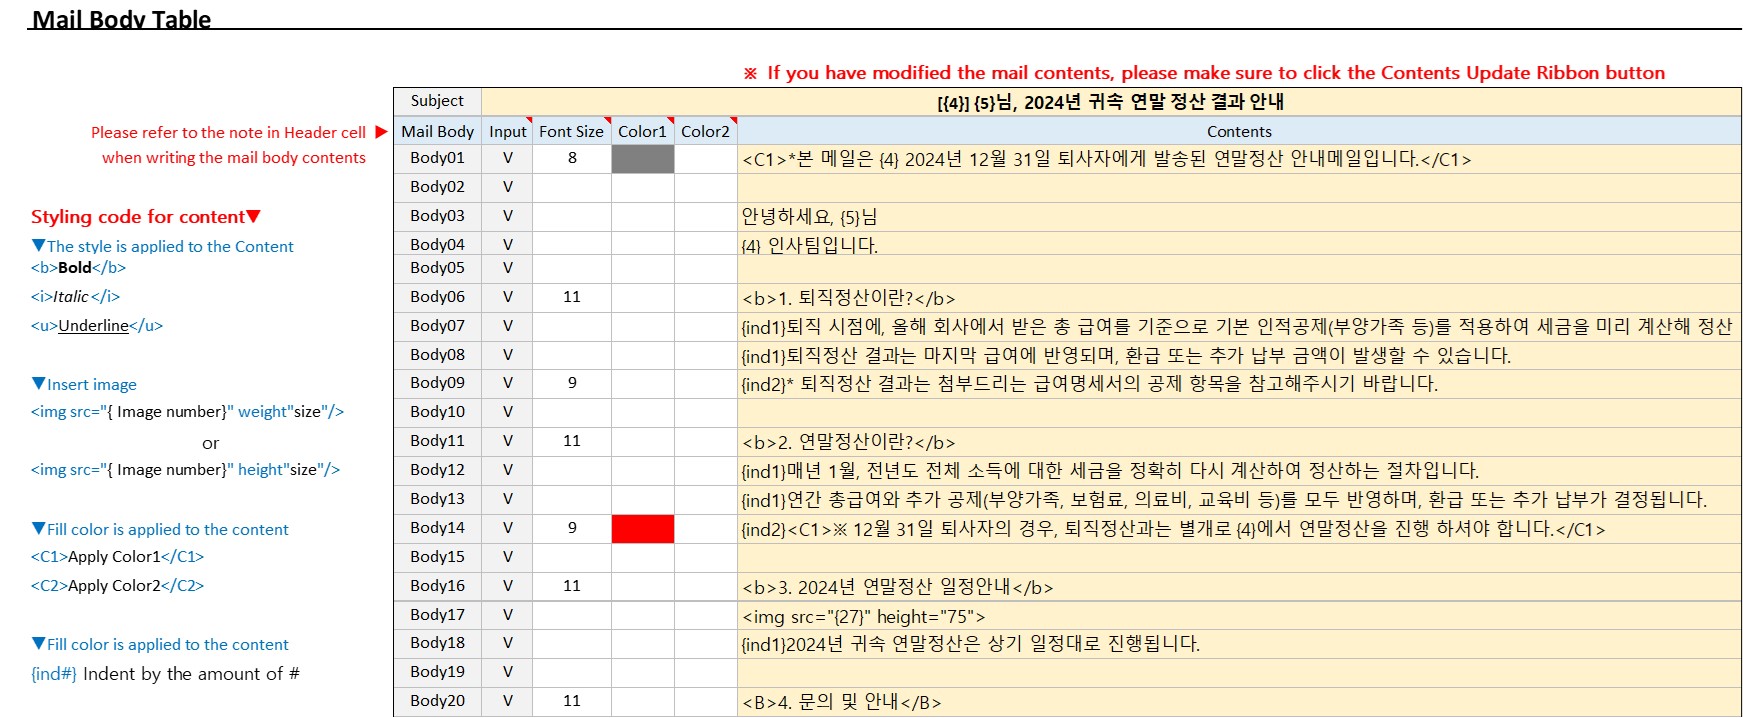 Mail Body Table
※ If you have modified the mail contents, please make sure to click the Contents Update Ribbon button
Subject [{4}] {5}님, 2024년 귀속 연말 정산 결과 안내
Please refer to the note in Header cell ▶
when writing the mail body contents
Mail Body Input Font Size Color1 Color2 Contents
Body01 V 8 <C1>*본 메일은 {4} 2024년 12월 31일 퇴사자에게 발송된 연말정산 안내메일입니다.</C1>
Body02 V
Body03 V 안녕하세요, {5}님
Body04 V {4} 인사팀입니다.
Body05 V
Body06 V 11 <b>1. 퇴직정산이란?</b>
Body07 V {ind1}퇴직 시점에, 올해 회사에서 받은 총 급여를 기준으로 기본 인적공제(부양가족 등)를 적용하여 세금을 미리 계산해 정산
Body08 V {ind1}퇴직정산 결과는 마지막 급여에 반영되며, 환급 또는 추가 납부 금액이 발생할 수 있습니다.
Body09 V 9 {ind2}* 퇴직정산 결과는 첨부드리는 급여명세서의 공제 항목을 참고해주시기 바랍니다.
Body10 V
Body11 V 11 <b>2. 연말정산이란?</b>
Body12 V {ind1}매년 1월, 전년도 전체 소득에 대한 세금을 정확히 다시 계산하여 정산하는 절차입니다.
Body13 V {ind1}연간 총급여와 추가 공제(부양가족, 보험료, 의료비, 교육비 등)를 모두 반영하며, 환급 또는 추가 납부가 결정됩니다.
Body14 V 9 {ind2}<C1>※ 12월 31일 퇴사자의 경우, 퇴직정산과는 별개로 {4}에서 연말정산을 진행 하셔야 합니다.</C1>
Body15 V
Body16 V 11 <b>3. 2024년 연말정산 일정안내</b>
Body17 V <img src="{27}" height="75">
Body18 V {ind1}2024년 귀속 연말정산은 상기 일정대로 진행됩니다.
Body19 V
Body20 V 11 <B>4. 문의 및 안내</B>
Styling code for content▼
▼The style is applied to the Content
<b>Bold</b>
<i>Italic</i>
<u>Underline</u>
▼Insert image
<img src="{ Image number}" weight"size"/>
or
<img src="{ Image number}" height"size"/>
▼Fill color is applied to the content
<C1>Apply Color1</C1>
<C2>Apply Color2</C2>
▼Fill color is applied to the content
{ind#} Indent by the amount of #